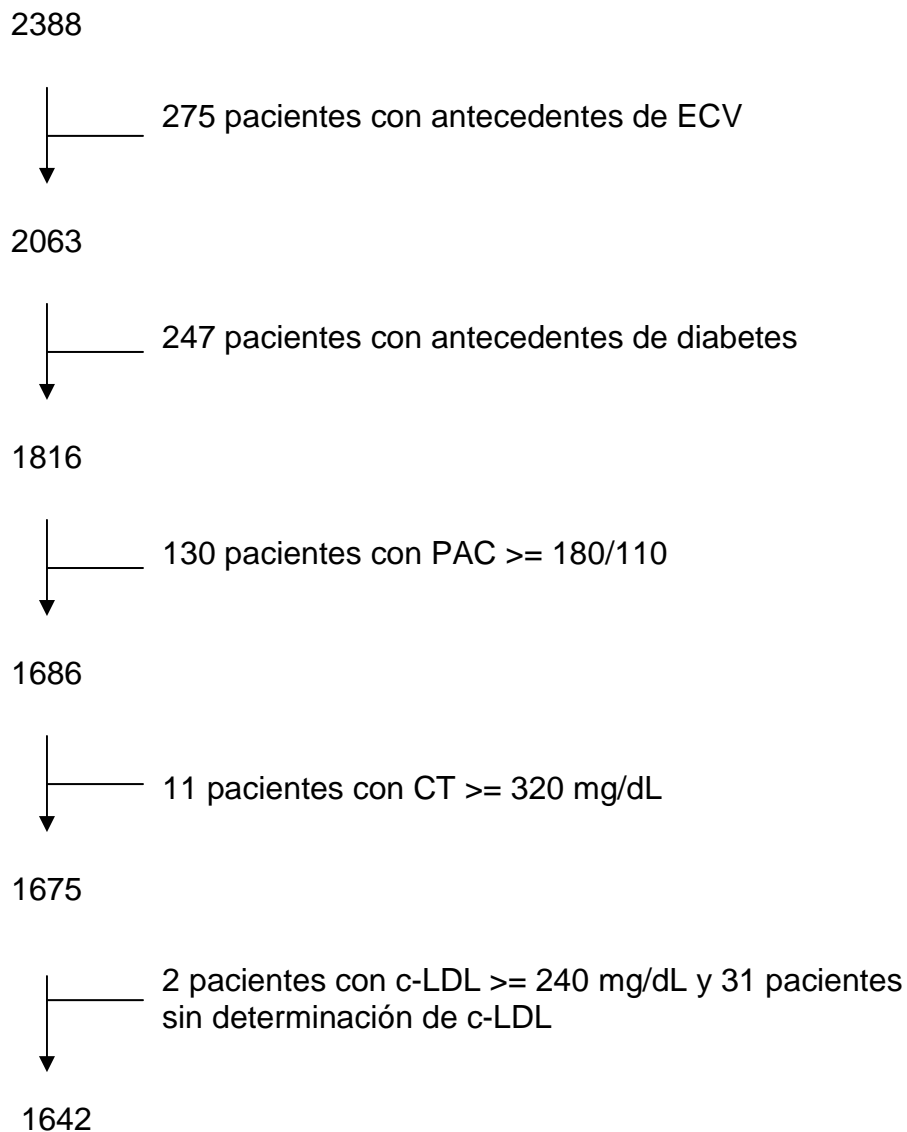 2388
275 pacientes con antecedentes de ECV
2063
247 pacientes con antecedentes de diabetes
1816
130 pacientes con PAC >= 180/110
1686
11 pacientes con CT >= 320 mg/dL
1675
2 pacientes con c-LDL >= 240 mg/dL y 31 pacientes
sin determinación de c-LDL
1642